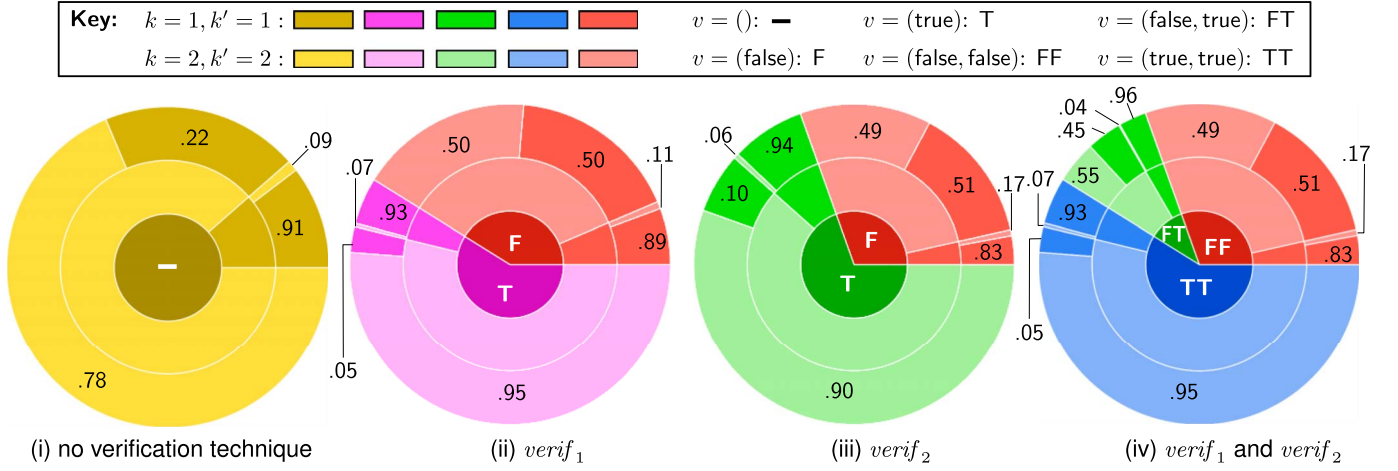 Key: k = 1, k′ = 1 : v = (): – v = (true): T v = (false, true): FT
k = 2, k′ = 2 : v = (false): F v = (false, false): FF v = (true, true): TT
.22
.09
.91
–
.78
.50
.50
.11
.07
.93
.89
F
T
.05
.95
.06
.94
.49
.10
.51
.17
.83
F
T
.90
.96
.04
.45
.49
.17
.55
.51
.07
.93
.83
FT
FF
TT
.05
.95
(i) no verification technique
(ii) verif₁
(iii) verif₂
(iv) verif₁ and verif₂